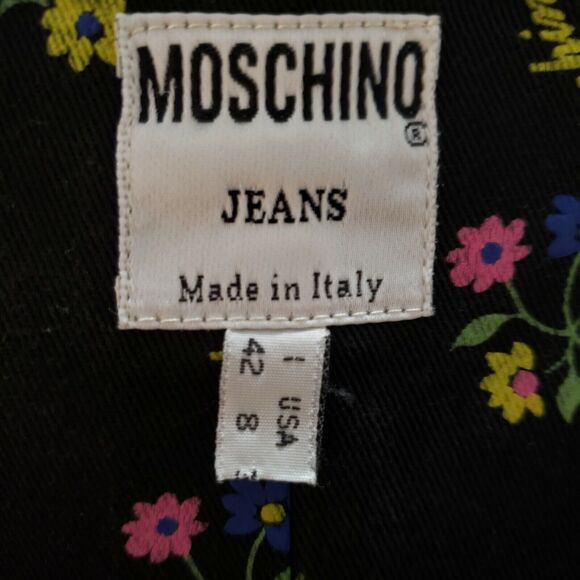 MOSCHINO
®
JEANS
Made in Italy
I USA
42 8